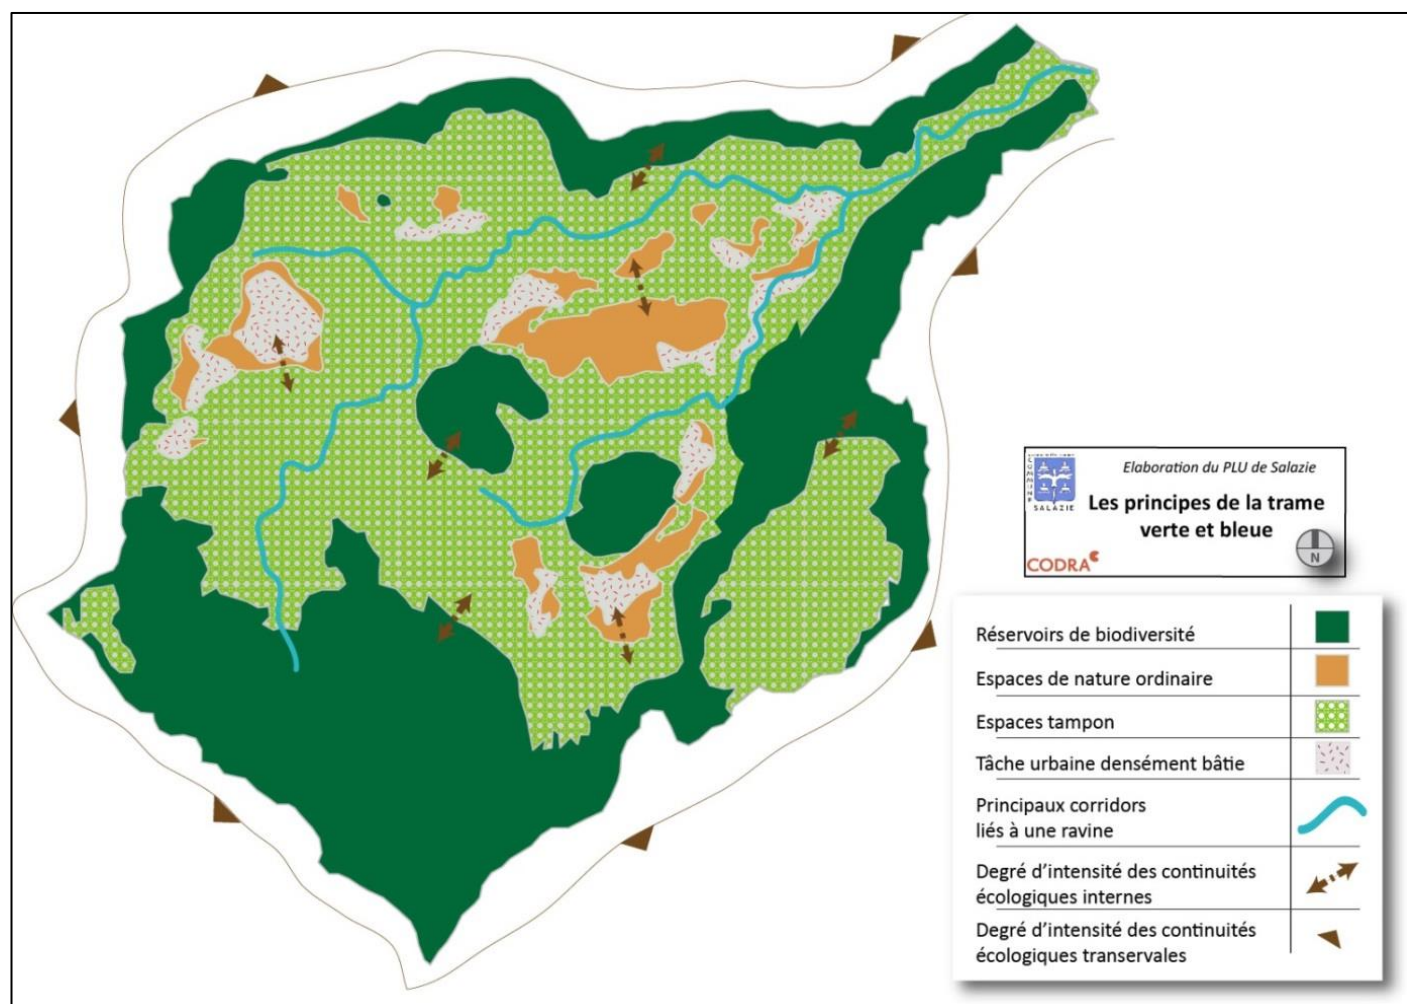 COMMUNE
SALAZIE
Elaboration du PLU de Salazie
Les principes de la trame
verte et bleue
CODRA
N
Réservoirs de biodiversité
Espaces de nature ordinaire
Espaces tampon
Tâche urbaine densément bâtie
Principaux corridors
liés à une ravine
Degré d'intensité des continuités
écologiques internes
Degré d'intensité des continuités
écologiques transervales